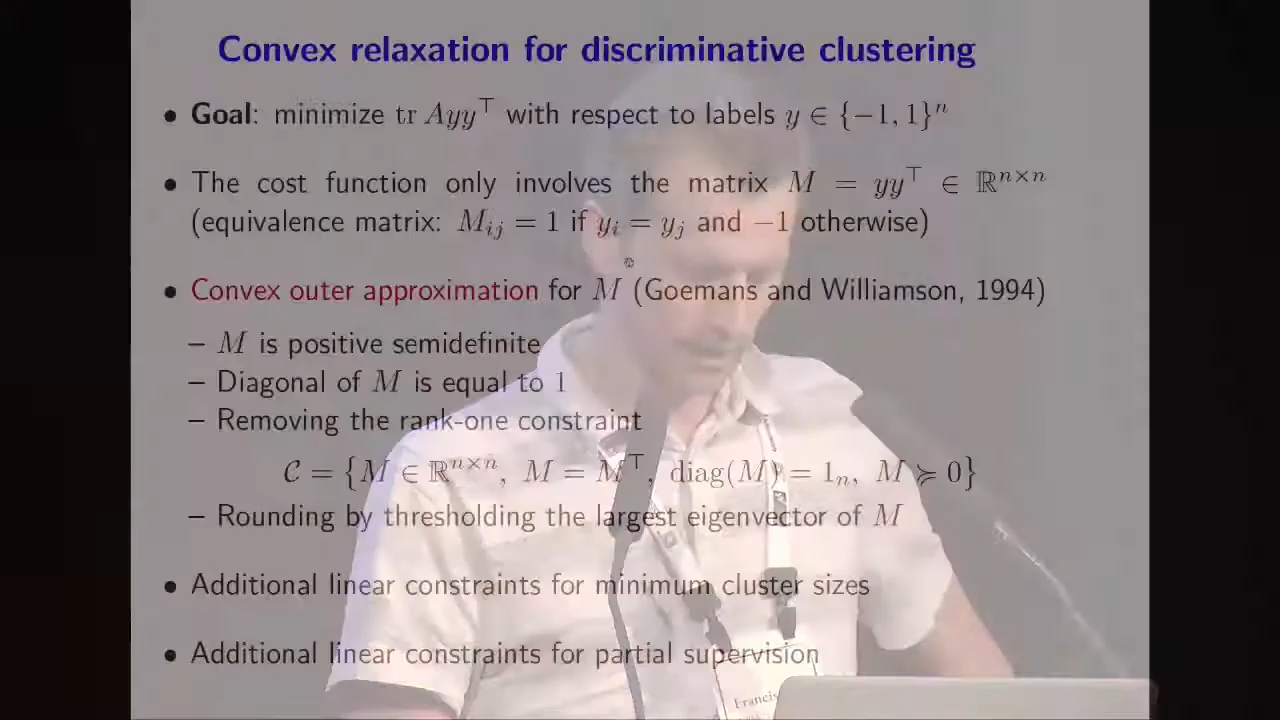 Convex relaxation for discriminative clustering
• Goal: minimize tr Ayy⊤ with respect to labels y ∈ {−1, 1}ⁿ
• The cost function only involves the matrix M = yy⊤ ∈ ℝⁿˣⁿ
(equivalence matrix: Mᵢⱼ = 1 if yᵢ = yⱼ and −1 otherwise)
• Convex outer approximation for M (Goemans and Williamson, 1994)
– M is positive semidefinite
– Diagonal of M is equal to 1
– Removing the rank-one constraint
𝒞 = {M ∈ ℝⁿˣⁿ, M = M⊤, diag(M) = 1ₙ, M ≽ 0}
– Rounding by thresholding the largest eigenvector of M
• Additional linear constraints for minimum cluster sizes
• Additional linear constraints for partial supervision
Francis